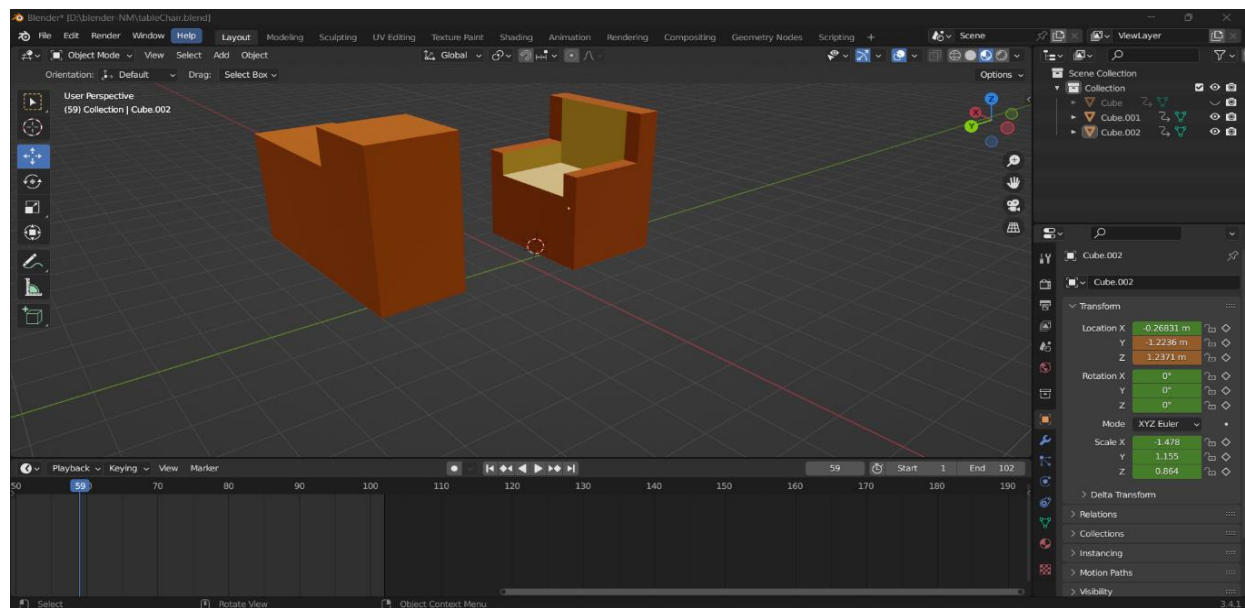 Blender* [D:\blender-NM\tableChair.blend]
File Edit Render Window Help Layout Modeling Sculpting UV Editing Texture Paint Shading Animation Rendering Compositing Geometry Nodes Scripting + Scene ViewLayer
Object Mode View Select Add Object Global
Orientation: Default Drag: Select Box Options
User Perspective
(59) Collection | Cube.002
X
Y
Z
Scene Collection
Collection
Cube
Cube.001
Cube.002
Cube.002
Cube.002
Transform
Location X -0.26831 m
Y -1.2236 m
Z 1.2371 m
Rotation X 0°
Y 0°
Z 0°
Mode XYZ Euler
Scale X -1.478
Y 1.155
Z 0.864
Delta Transform
Relations
Collections
Instancing
Motion Paths
Visibility
Playback Keying View Marker 59 Start 1 End 102
50 59 70 80 90 100 110 120 130 140 150 160 170 180 190
Select Rotate View Object Context Menu 3.4.1